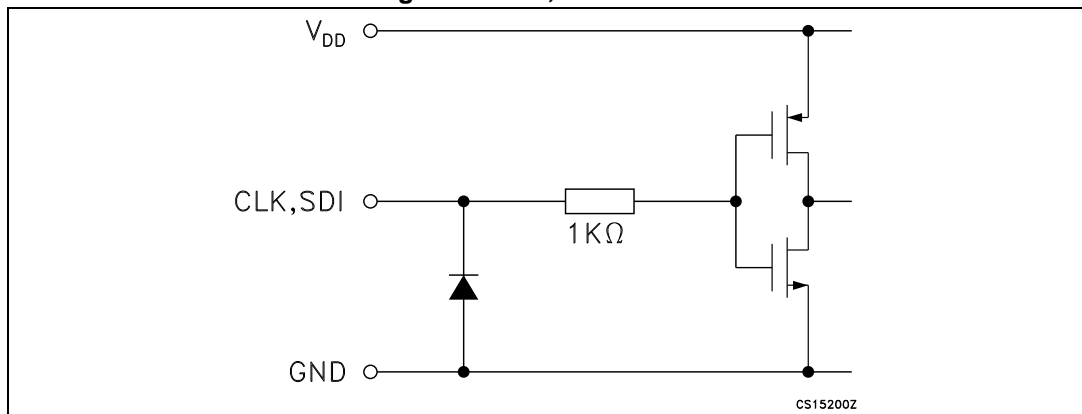 V_DD
CLK,SDI
1KΩ
GND
CS15200Z